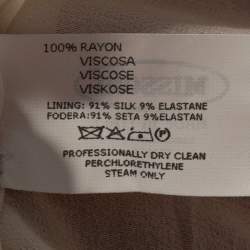 100% RAYON
VISCOSA
VISCOSE
VISKOSE
LINING: 91% SILK 9% ELASTANE
FODERA:91% SETA 9%ELASTAN
PROFESSIONALLY DRY CLEAN
PERCHLORETHYLENE
STEAM ONLY